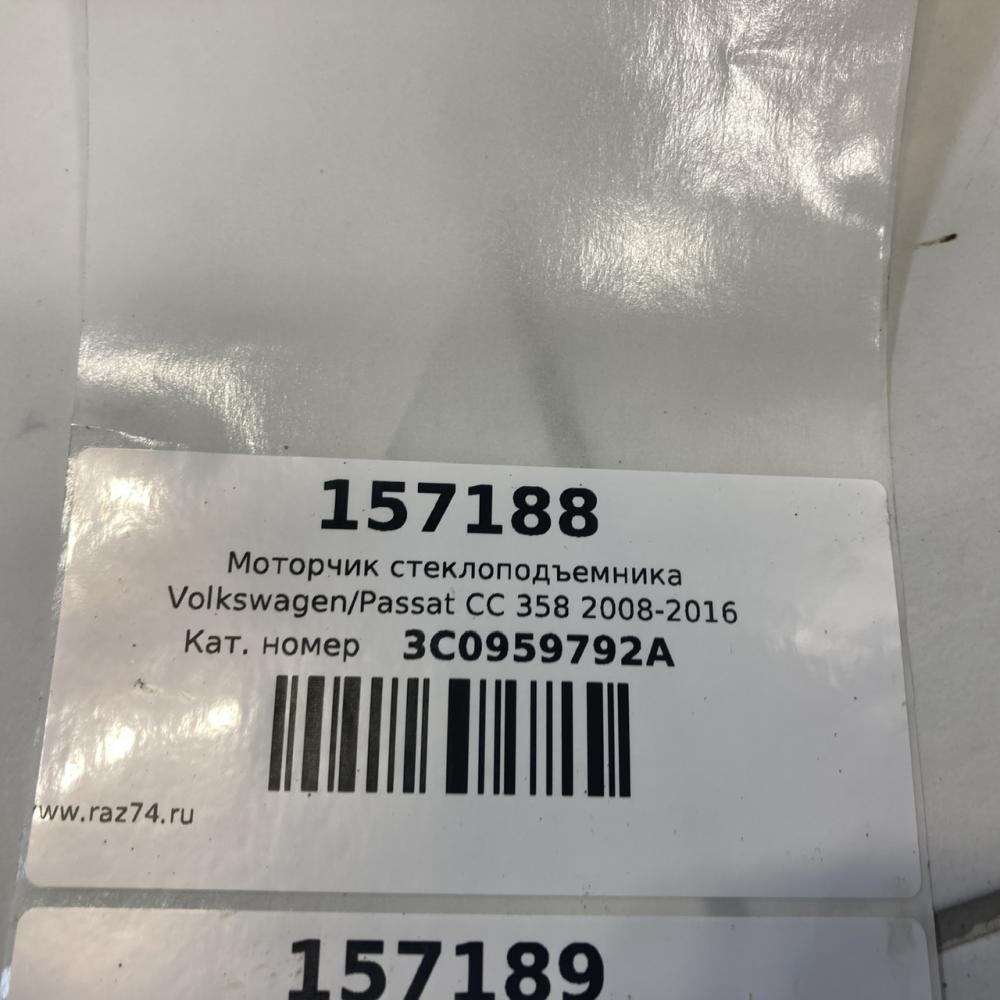 157188
Моторчик стеклоподъемника
Volkswagen/Passat CC 358 2008-2016
Кат. номер 3C0959792A
www.raz74.ru
157189